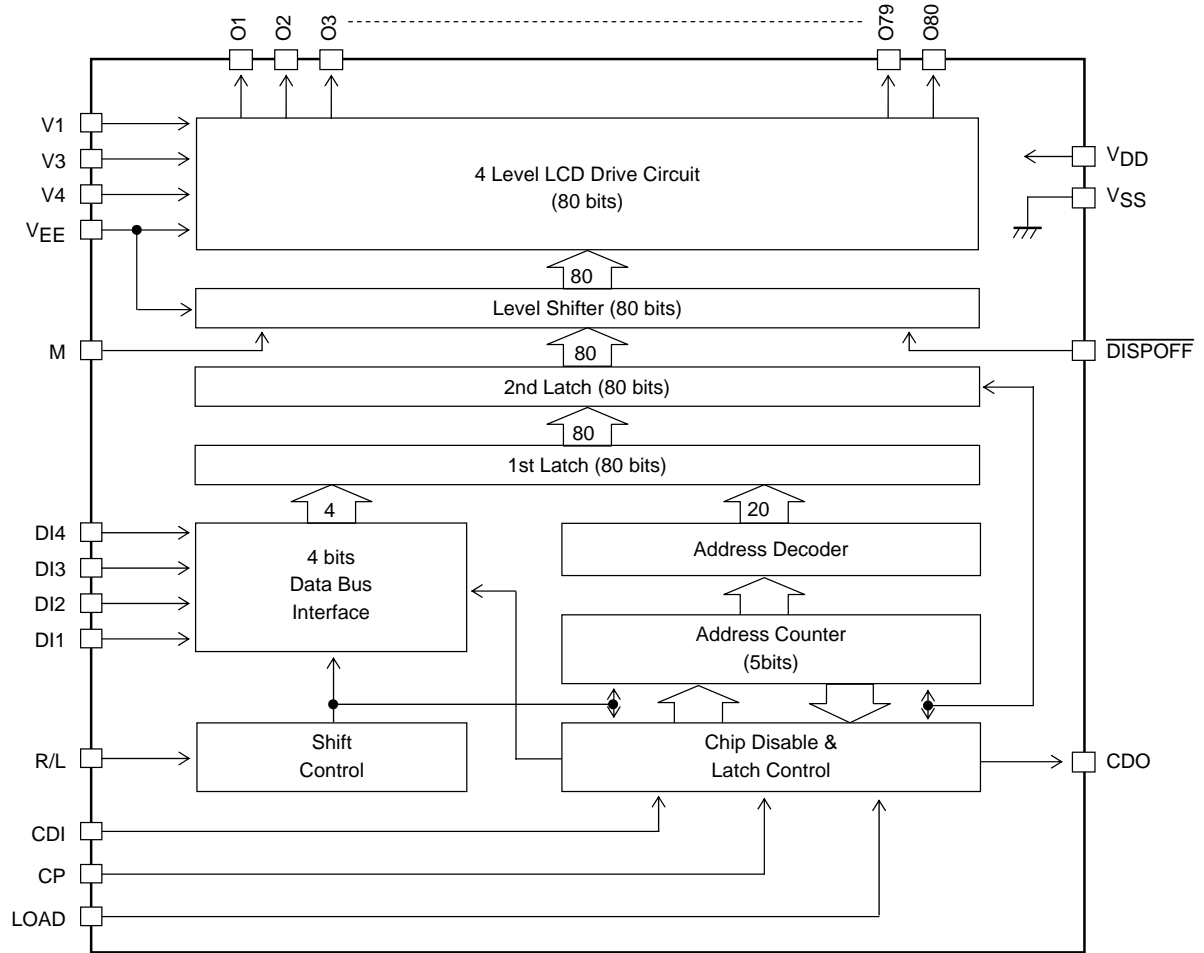 O1
O2
O3
O79
O80
V1
V3
V4
VEE
4 Level LCD Drive Circuit
(80 bits)
VDD
VSS
80
Level Shifter (80 bits)
M
80
DISPOFF
2nd Latch (80 bits)
80
1st Latch (80 bits)
4
20
DI4
DI3
DI2
DI1
4 bits
Data Bus
Interface
Address Decoder
Address Counter
(5bits)
R/L
Shift
Control
Chip Disable &
Latch Control
CDO
CDI
CP
LOAD